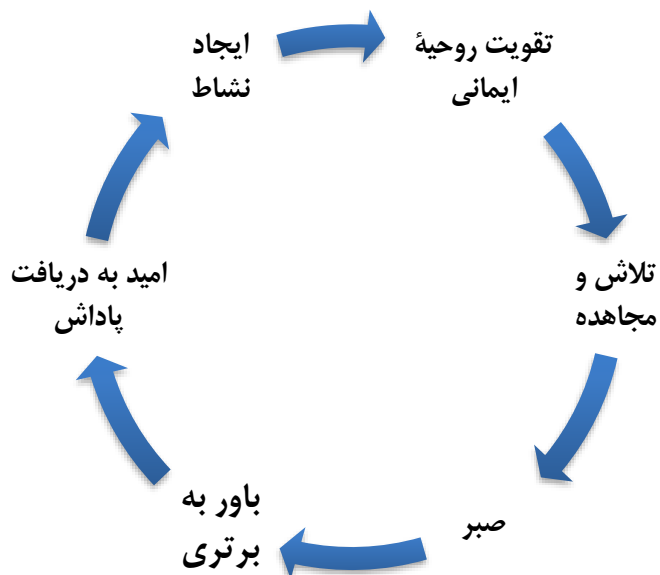 تقویت روحیهٔ
ایمانی
تلاش و
مجاهده
صبر
باور به
برتری
امید به دریافت
پاداش
ایجاد
نشاط